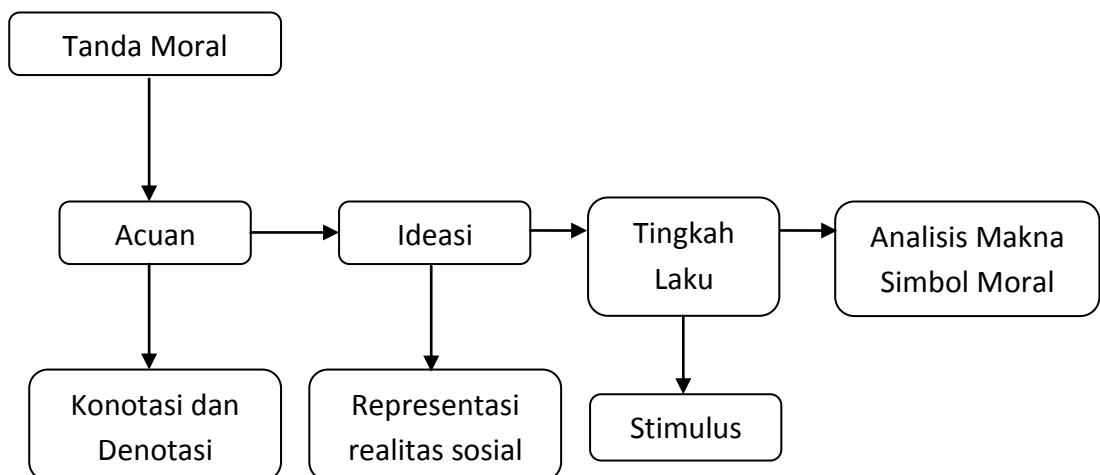 Tanda Moral
Acuan
Ideasi
Tingkah
Laku
Analisis Makna
Simbol Moral
Konotasi dan
Denotasi
Representasi
realitas sosial
Stimulus